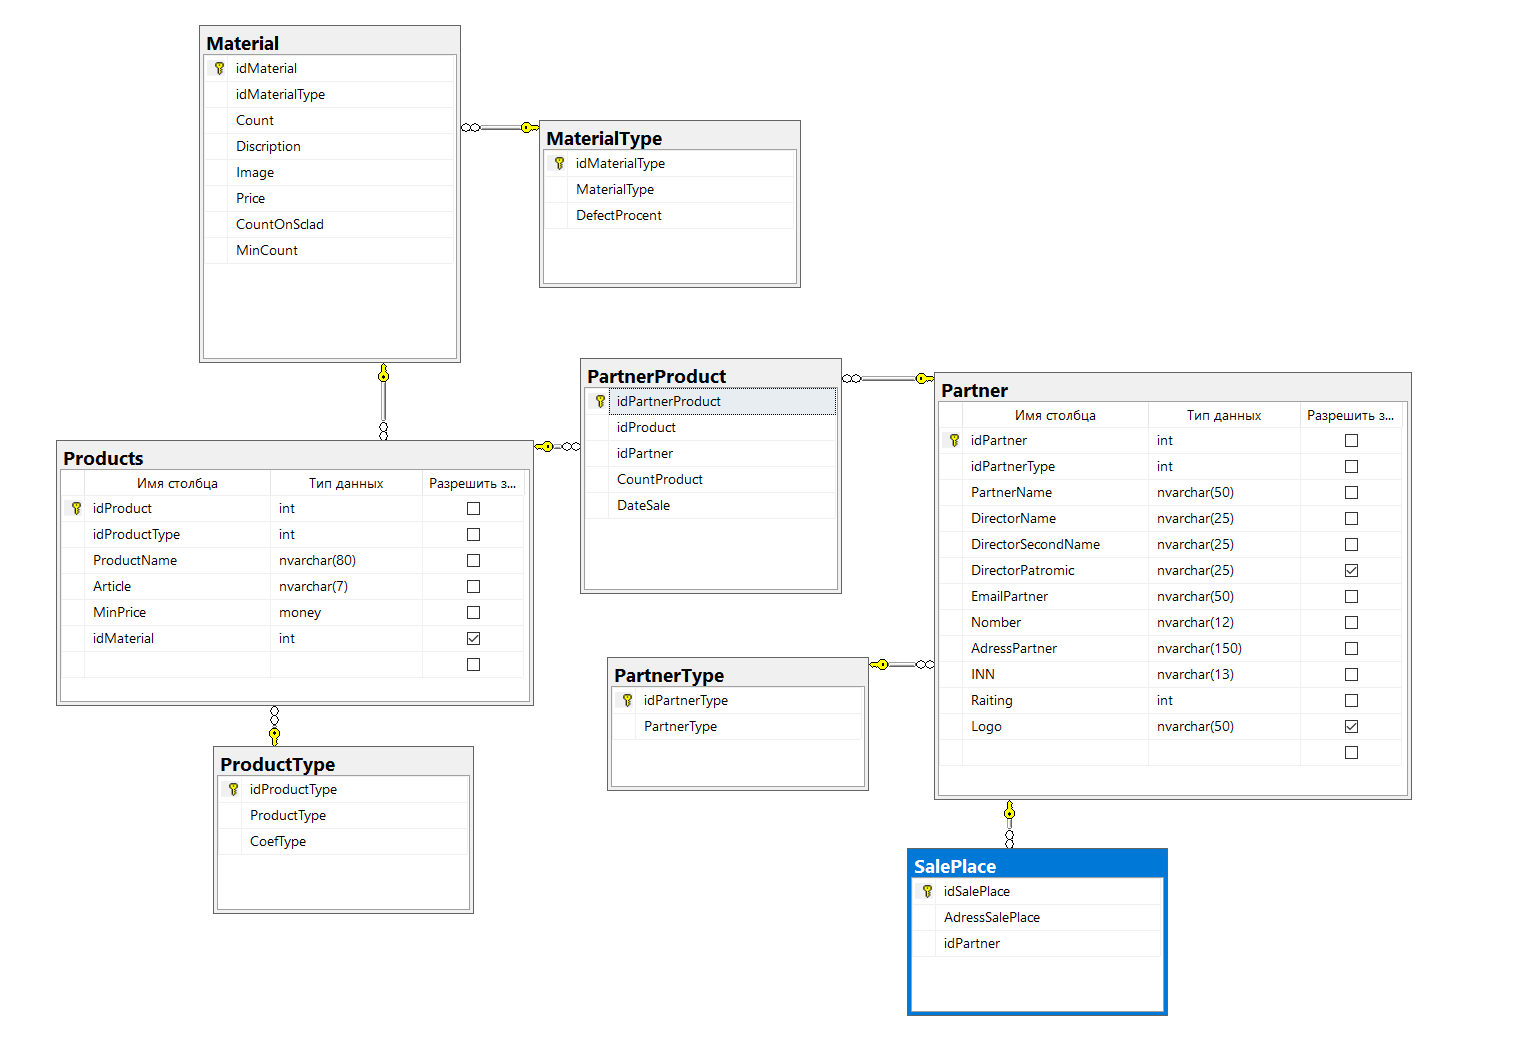 Material
idMaterial
idMaterialType
Count
Discription
Image
Price
CountOnSclad
MinCount
MaterialType
idMaterialType
MaterialType
DefectProcent
PartnerProduct
idPartnerProduct
idProduct
idPartner
CountProduct
DateSale
Partner
Имя столбца Тип данных Разрешить з...
idPartner int
idPartnerType int
PartnerName nvarchar(50)
DirectorName nvarchar(25)
DirectorSecondName nvarchar(25)
DirectorPatromic nvarchar(25)
EmailPartner nvarchar(50)
Nomber nvarchar(12)
AdressPartner nvarchar(150)
INN nvarchar(13)
Raiting int
Logo nvarchar(50)
Products
Имя столбца Тип данных Разрешить з...
idProduct int
idProductType int
ProductName nvarchar(80)
Article nvarchar(7)
MinPrice money
idMaterial int
PartnerType
idPartnerType
PartnerType
ProductType
idProductType
ProductType
CoefType
SalePlace
idSalePlace
AdressSalePlace
idPartner